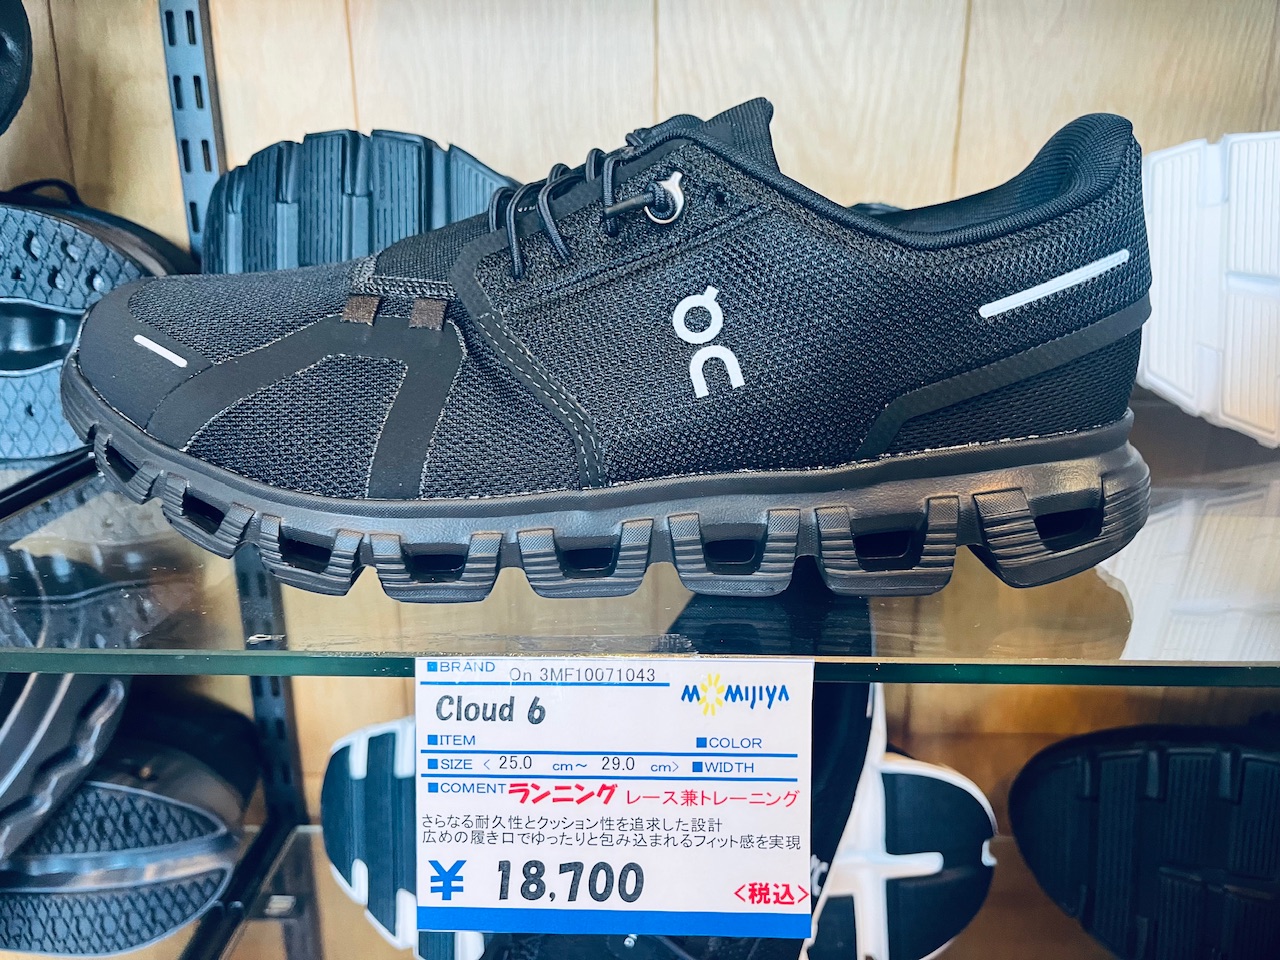 On
■BRAND On 3MF10071043
Cloud 6
MOMIJIYA
■ITEM ■COLOR
■SIZE < 25.0 cm~ 29.0 cm> ■WIDTH
■COMENT ランニング レース兼トレーニング
さらなる耐久性とクッション性を追求した設計
広めの履き口でゆったりと包み込まれるフィット感を実現
¥ 18,700 <税込>